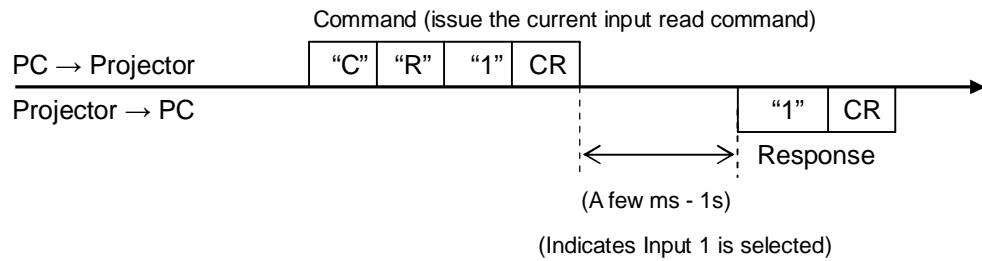 Command (issue the current input read command)
PC → Projector “C” “R” “1” CR
Projector → PC “1” CR
Response
(A few ms - 1s)
(Indicates Input 1 is selected)